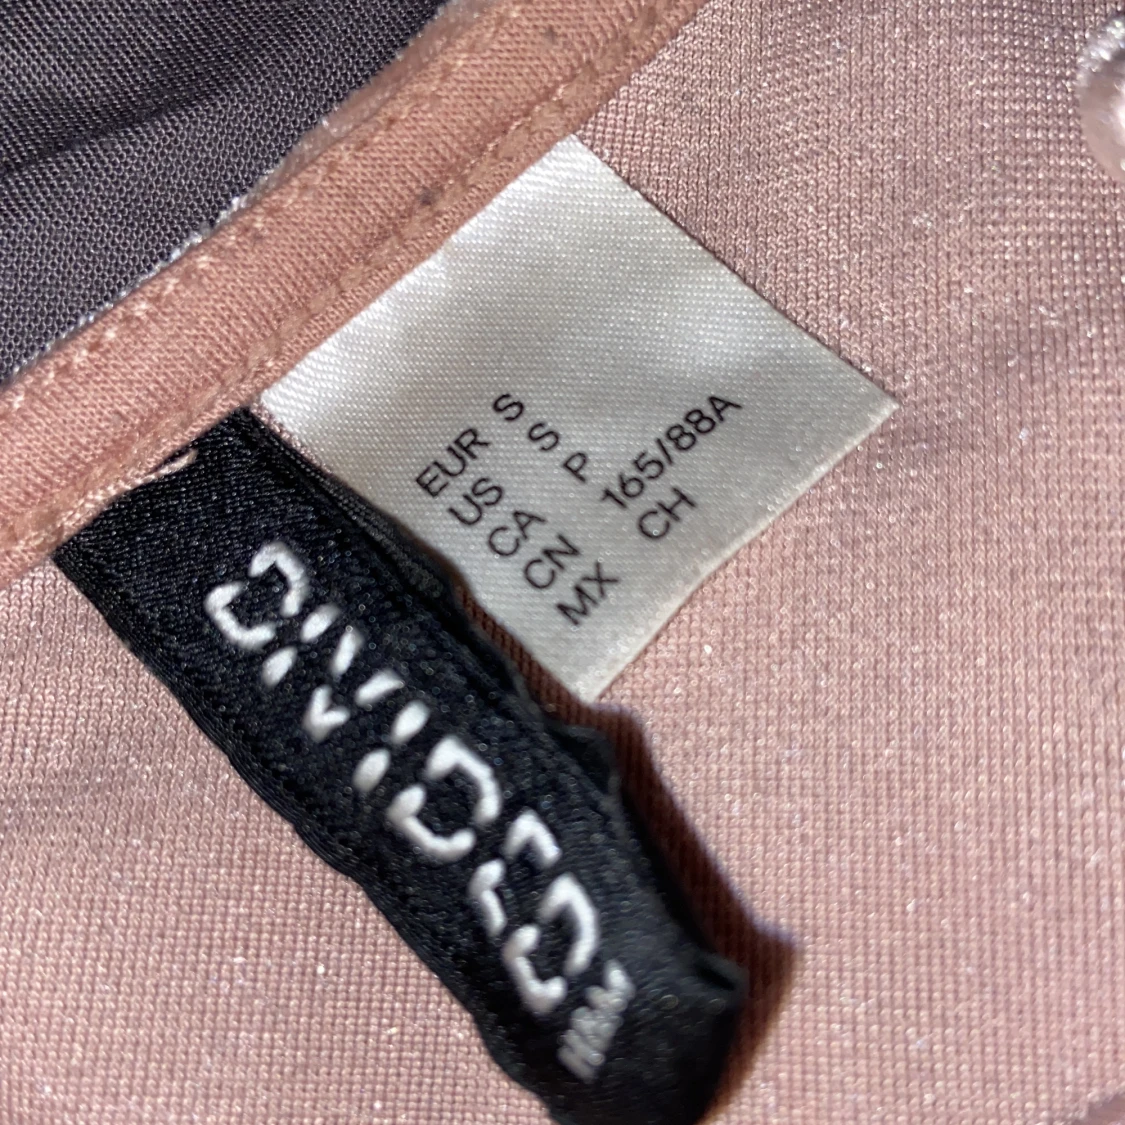 EUR S
US S
CA P
CN 165/88A
MX CH
DIVIDED
H&M